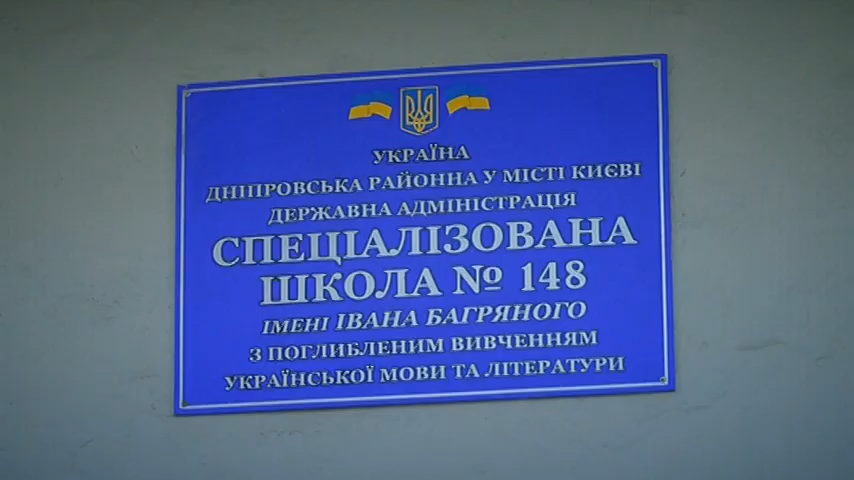 УКРАЇНА
ДНІПРОВСЬКА РАЙОННА У МІСТІ КИЄВІ
ДЕРЖАВНА АДМІНІСТРАЦІЯ
СПЕЦІАЛІЗОВАНА
ШКОЛА № 148
ІМЕНІ ІВАНА БАГРЯНОГО
З ПОГЛИБЛЕНИМ ВИВЧЕННЯМ
УКРАЇНСЬКОЇ МОВИ ТА ЛІТЕРАТУРИ